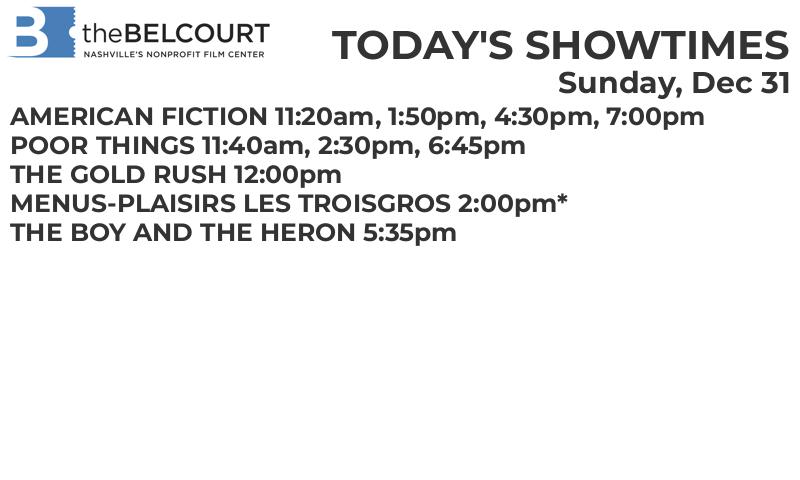 B theBELCOURT
NASHVILLE'S NONPROFIT FILM CENTER
TODAY'S SHOWTIMES
Sunday, Dec 31
AMERICAN FICTION 11:20am, 1:50pm, 4:30pm, 7:00pm
POOR THINGS 11:40am, 2:30pm, 6:45pm
THE GOLD RUSH 12:00pm
MENUS-PLAISIRS LES TROISGROS 2:00pm*
THE BOY AND THE HERON 5:35pm